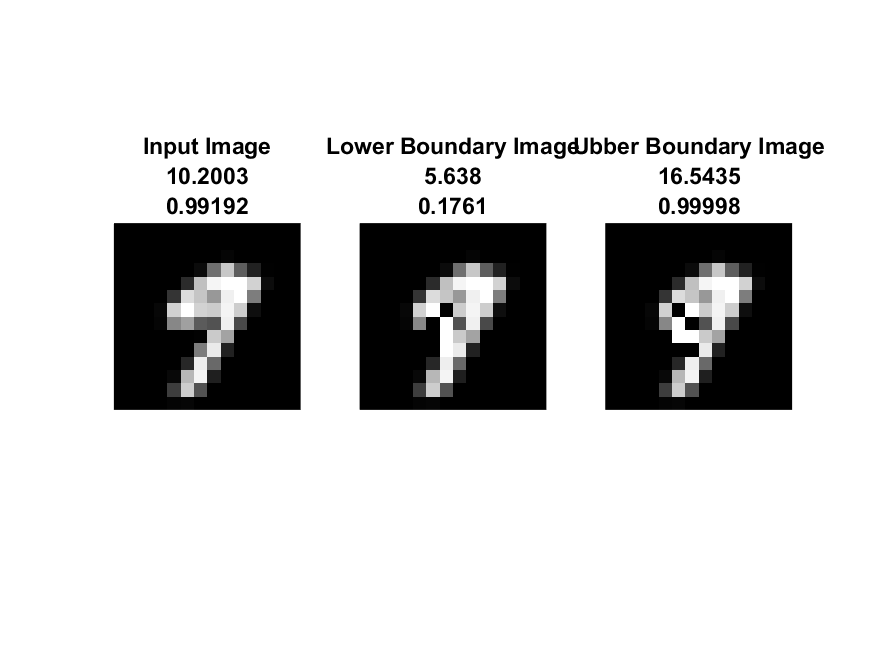 Input Image
10.2003
0.99192
Lower Boundary Image
5.638
0.1761
Ubber Boundary Image
16.5435
0.99998